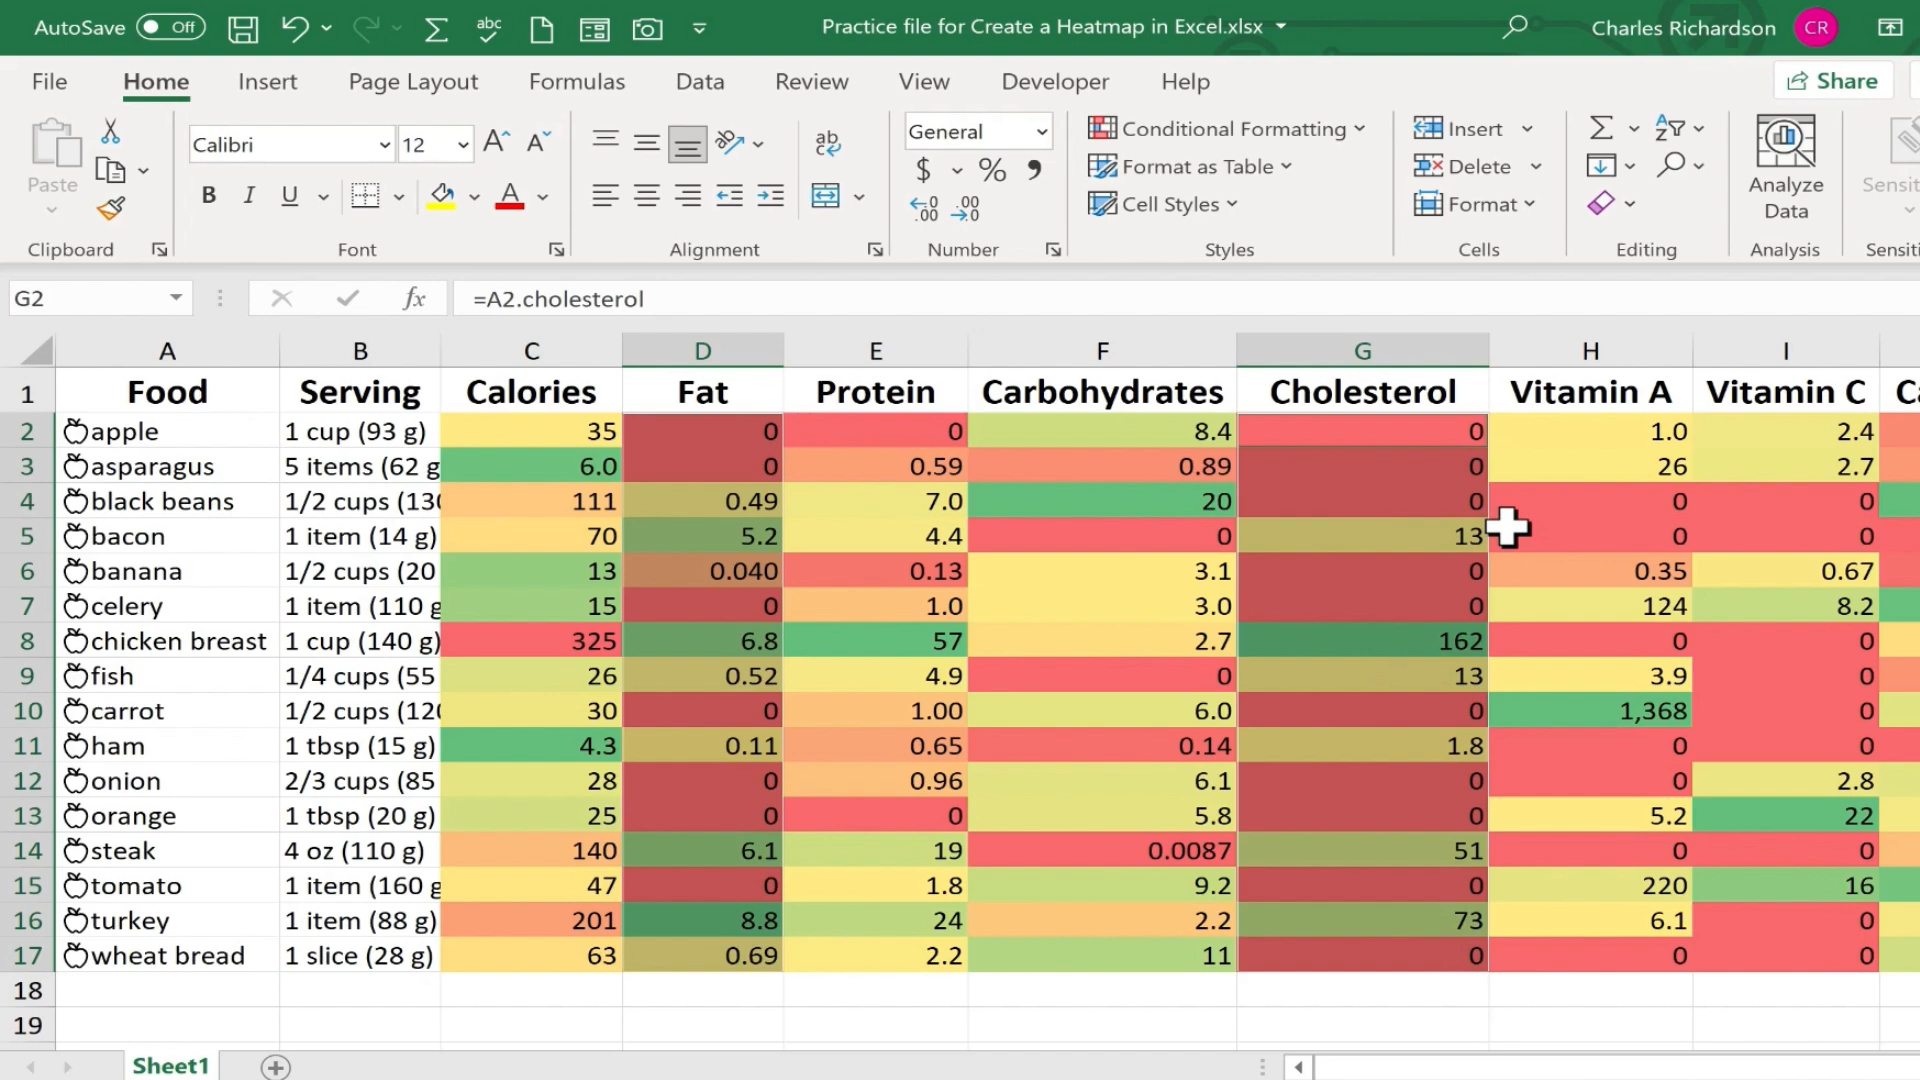 AutoSave Off abc Practice file for Create a Heatmap in Excel.xlsx Charles Richardson CR
File Home Insert Page Layout Formulas Data Review View Developer Help Share
Paste Calibri 12 A A ab General Conditional Formatting Insert Σ Analyze Data
B I U A $ % Format as Table Delete
Cell Styles Format
Clipboard Font Alignment Number Styles Cells Editing Analysis
G2 fx =A2.cholesterol
A B C D E F G H I
1 Food Serving Calories Fat Protein Carbohydrates Cholesterol Vitamin A Vitamin C
2 apple 1 cup (93 g) 35 0 0 8.4 0 1.0 2.4
3 asparagus 5 items (62 g 6.0 0 0.59 0.89 0 26 2.7
4 black beans 1/2 cups (130 111 0.49 7.0 20 0 0 0
5 bacon 1 item (14 g) 70 5.2 4.4 0 13 0 0
6 banana 1/2 cups (20 13 0.040 0.13 3.1 0 0.35 0.67
7 celery 1 item (110 g 15 0 1.0 3.0 0 124 8.2
8 chicken breast 1 cup (140 g) 325 6.8 57 2.7 162 0 0
9 fish 1/4 cups (55 26 0.52 4.9 0 13 3.9 0
10 carrot 1/2 cups (120 30 0 1.00 6.0 0 1,368 0
11 ham 1 tbsp (15 g) 4.3 0.11 0.65 0.14 1.8 0 0
12 onion 2/3 cups (85 28 0 0.96 6.1 0 0 2.8
13 orange 1 tbsp (20 g) 25 0 0 5.8 0 5.2 22
14 steak 4 oz (110 g) 140 6.1 19 0.0087 51 0 0
15 tomato 1 item (160 g 47 0 1.8 9.2 0 220 16
16 turkey 1 item (88 g) 201 8.8 24 2.2 73 6.1 0
17 wheat bread 1 slice (28 g) 63 0.69 2.2 11 0 0 0
18
19
Sheet1